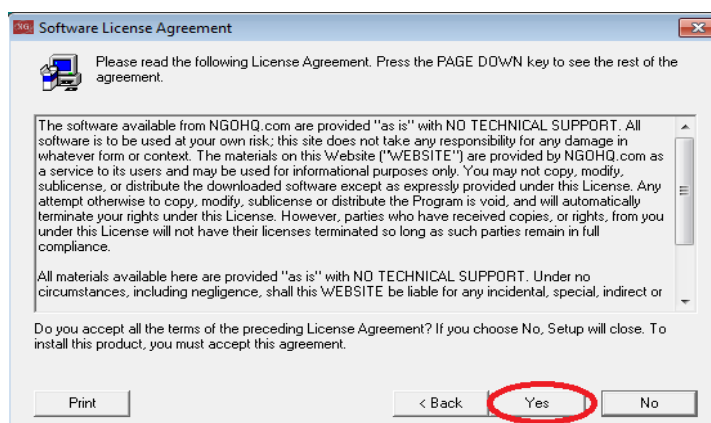 NG
Software License Agreement
Please read the following License Agreement. Press the PAGE DOWN key to see the rest of the
agreement.
The software available from NGOHQ.com are provided "as is" with NO TECHNICAL SUPPORT. All
software is to be used at your own risk; this site does not take any responsibility for any damage in
whatever form or context. The materials on this Website ("WEBSITE") are provided by NGOHQ.com as
a service to its users and may be used for informational purposes only. You may not copy, modify,
sublicense, or distribute the downloaded software except as expressly provided under this License. Any
attempt otherwise to copy, modify, sublicense or distribute the Program is void, and will automatically
terminate your rights under this License. However, parties who have received copies, or rights, from you
under this License will not have their licenses terminated so long as such parties remain in full
compliance.
All materials available here are provided "as is" with NO TECHNICAL SUPPORT. Under no
circumstances, including negligence, shall this WEBSITE be liable for any incidental, special, indirect or
Do you accept all the terms of the preceding License Agreement? If you choose No, Setup will close. To
install this product, you must accept this agreement.
Print
< Back
Yes
No